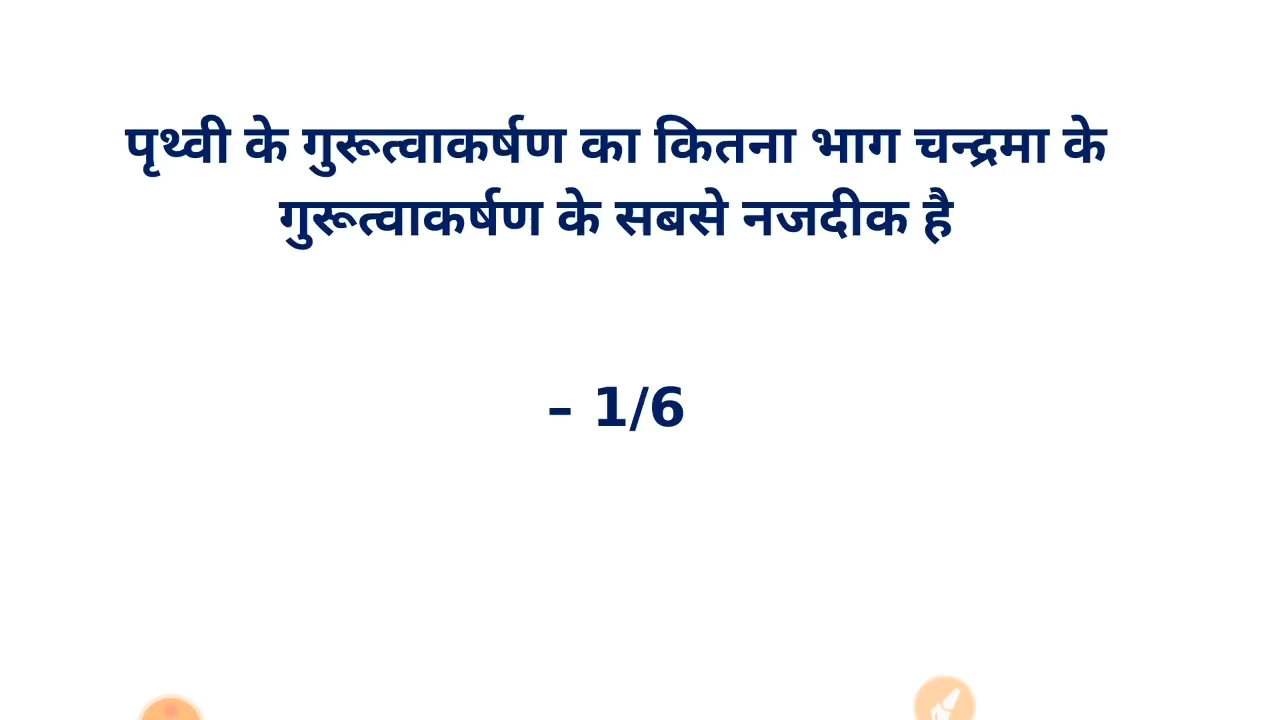 पृथ्वी के गुरूत्वाकर्षण का कितना भाग चन्द्रमा के
गुरूत्वाकर्षण के सबसे नजदीक है
– 1/6